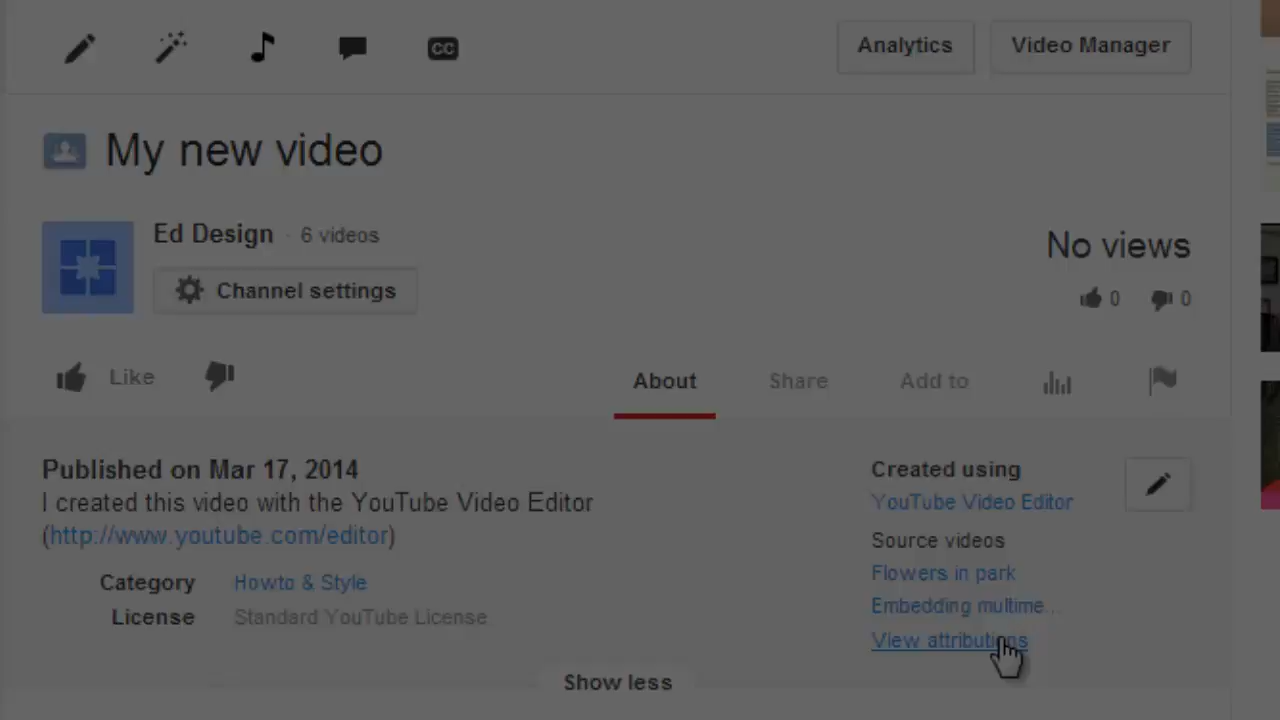 CC
Analytics
Video Manager
My new video
Ed Design · 6 videos
Channel settings
No views
0 0
Like
About
Share
Add to
Published on Mar 17, 2014
I created this video with the YouTube Video Editor
(http://www.youtube.com/editor)
Category Howto & Style
License Standard YouTube License
Created using
YouTube Video Editor
Source videos
Flowers in park
Embedding multime...
View attributions
Show less